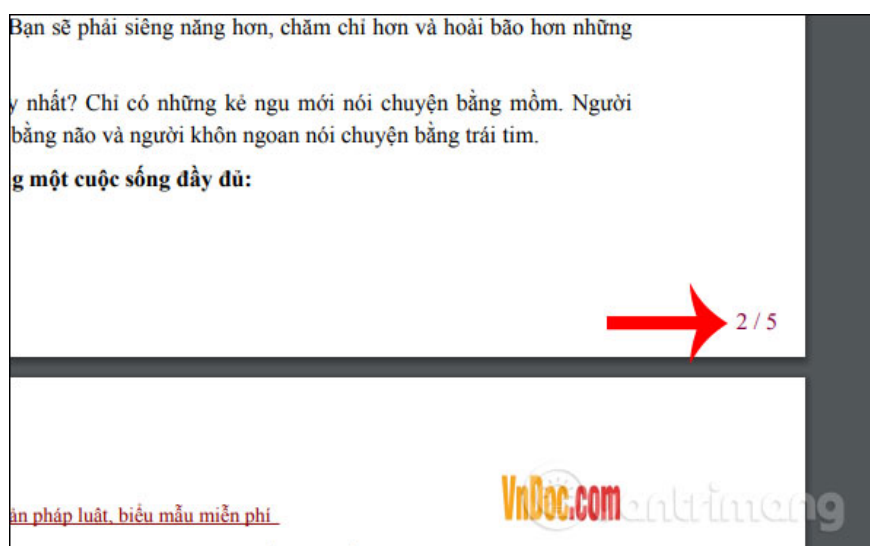 Bạn sẽ phải siêng năng hơn, chăm chỉ hơn và hoài bão hơn những
y nhất? Chỉ có những kẻ ngu mới nói chuyện bằng mồm. Người
bằng não và người khôn ngoan nói chuyện bằng trái tim.
g một cuộc sống đầy đủ:
2 / 5
VnDoc.com antrimang
ản pháp luât, biểu mẫu miễn phí